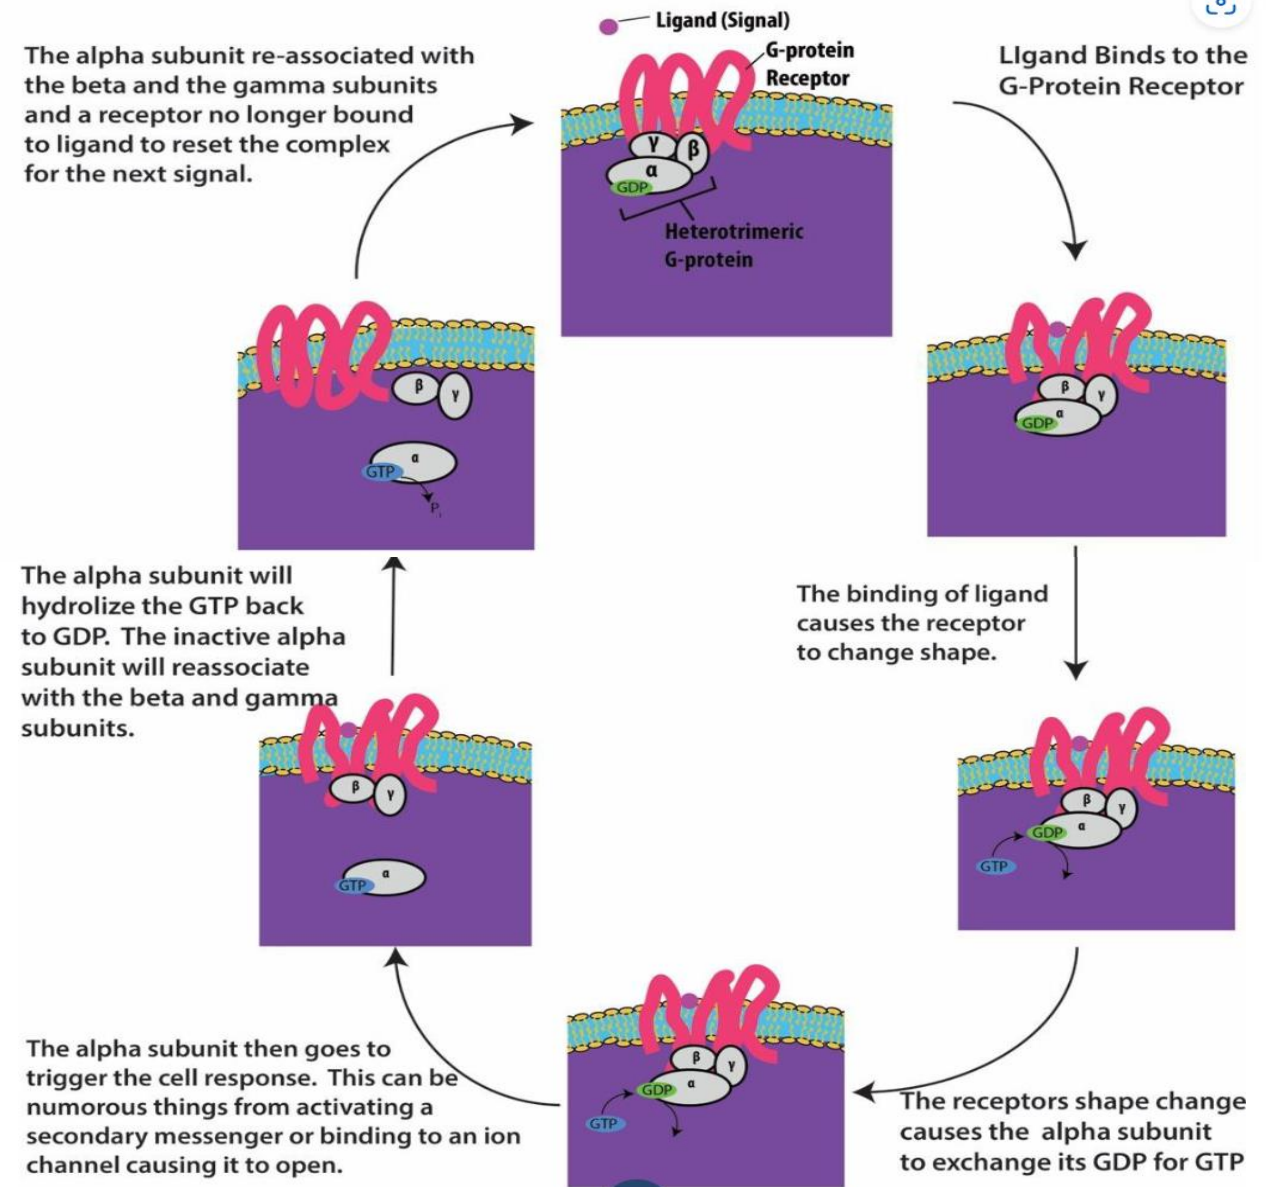 Ligand (Signal)
G-protein
Receptor
γ
β
α
GDP
Heterotrimeric
G-protein
LIgand Binds to the
G-Protein Receptor
β
γ
α
GDP
The binding of ligand
causes the receptor
to change shape.
β
γ
α
GDP
GTP
The receptors shape change
causes the alpha subunit
to exchange its GDP for GTP
β
γ
α
GDP
GTP
The alpha subunit then goes to
trigger the cell response. This can be
numorous things from activating a
secondary messenger or binding to an ion
channel causing it to open.
β
γ
α
GTP
The alpha subunit will
hydrolize the GTP back
to GDP. The inactive alpha
subunit will reassociate
with the beta and gamma
subunits.
β
γ
α
GTP
Pi
The alpha subunit re-associated with
the beta and the gamma subunits
and a receptor no longer bound
to ligand to reset the complex
for the next signal.